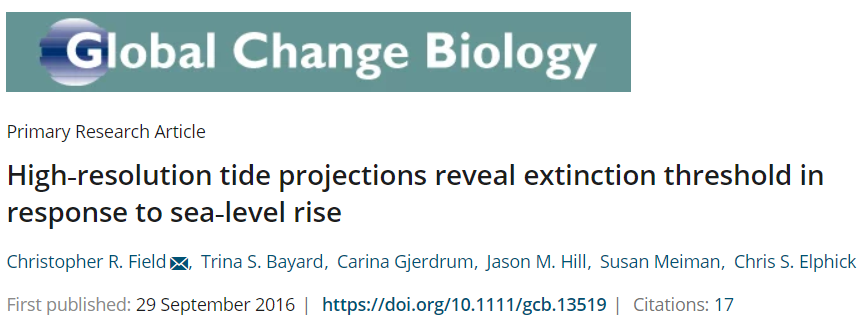 Global Change Biology
Primary Research Article
High-resolution tide projections reveal extinction threshold in
response to sea-level rise
Christopher R. Field, Trina S. Bayard, Carina Gjerdrum, Jason M. Hill, Susan Meiman, Chris S. Elphick
First published: 29 September 2016 | https://doi.org/10.1111/gcb.13519 | Citations: 17